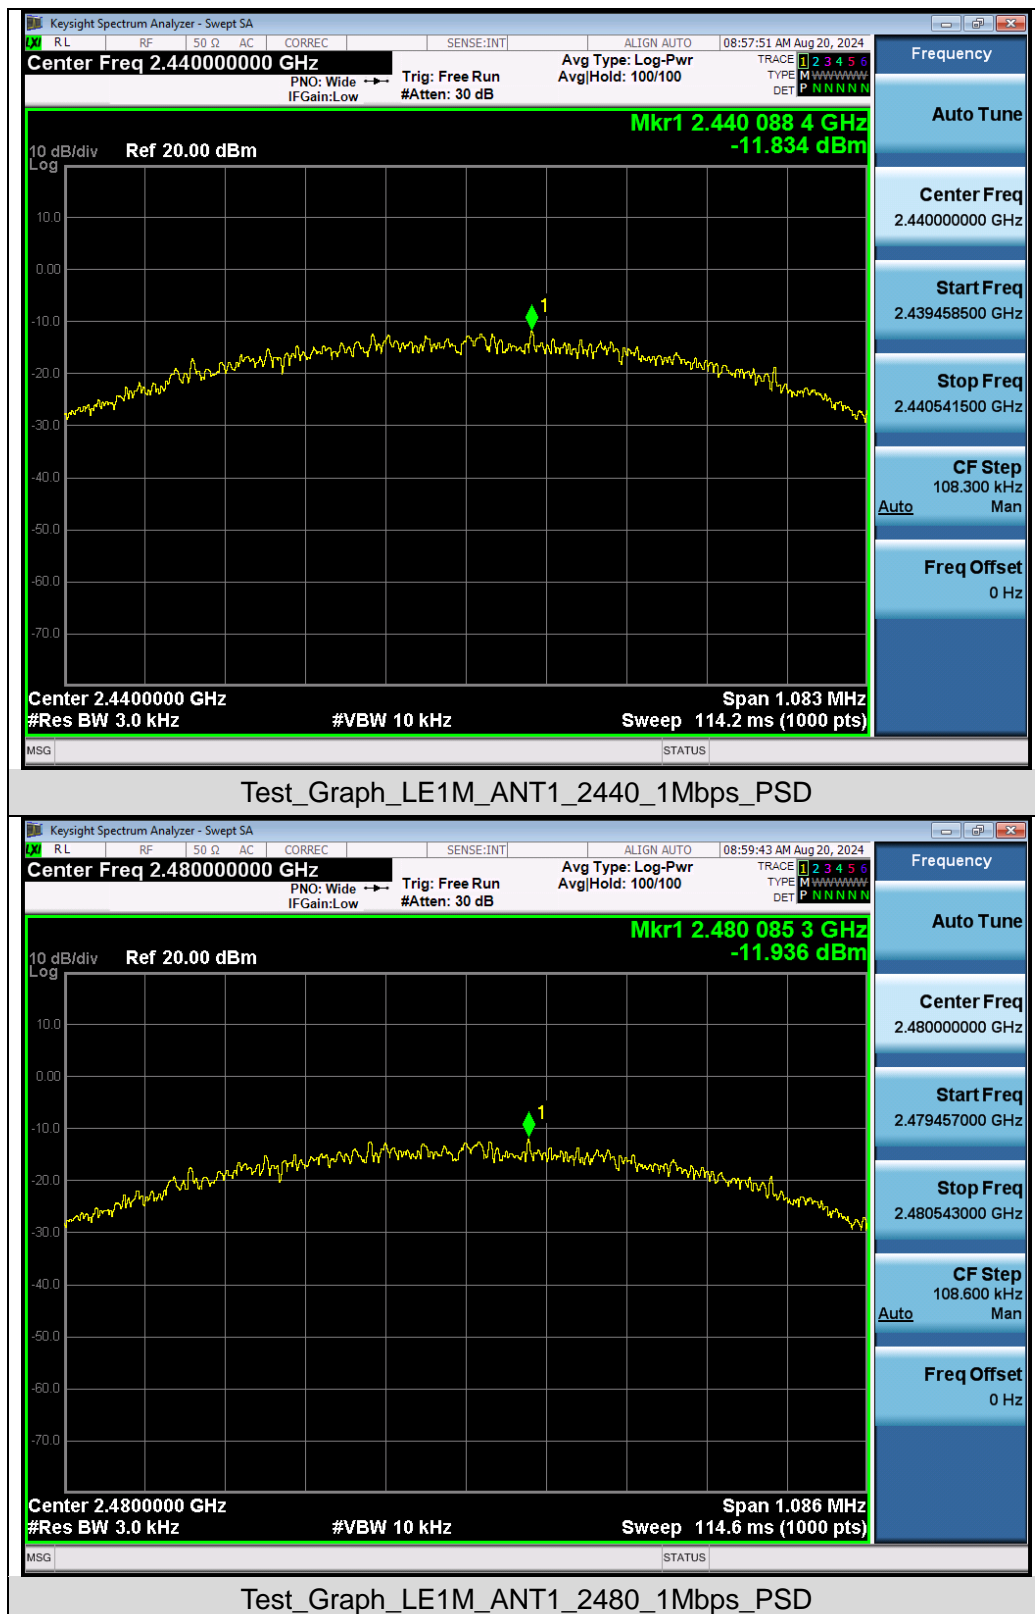 Keysight Spectrum Analyzer - Swept SA
LXI RL RF 50 Ω AC CORREC SENSE:INT ALIGN AUTO 08:57:51 AM Aug 20, 2024
Center Freq 2.440000000 GHz
PNO: Wide
IFGain:Low
Trig: Free Run
#Atten: 30 dB
Avg Type: Log-Pwr
Avg|Hold: 100/100
TRACE 1 2 3 4 5 6
TYPE M WWWWW
DET P N N N N N
Mkr1 2.440 088 4 GHz
-11.834 dBm
10 dB/div Ref 20.00 dBm
Log
10.0
0.00
1
-10.0
-20.0
-30.0
-40.0
-50.0
-60.0
-70.0
Center 2.4400000 GHz Span 1.083 MHz
#Res BW 3.0 kHz #VBW 10 kHz Sweep 114.2 ms (1000 pts)
MSG STATUS
Frequency
Auto Tune
Center Freq
2.440000000 GHz
Start Freq
2.439458500 GHz
Stop Freq
2.440541500 GHz
CF Step
108.300 kHz
Auto Man
Freq Offset
0 Hz
Test_Graph_LE1M_ANT1_2440_1Mbps_PSD
Keysight Spectrum Analyzer - Swept SA
LXI RL RF 50 Ω AC CORREC SENSE:INT ALIGN AUTO 08:59:43 AM Aug 20, 2024
Center Freq 2.480000000 GHz
PNO: Wide
IFGain:Low
Trig: Free Run
#Atten: 30 dB
Avg Type: Log-Pwr
Avg|Hold: 100/100
TRACE 1 2 3 4 5 6
TYPE M WWWWW
DET P N N N N N
Mkr1 2.480 085 3 GHz
-11.936 dBm
10 dB/div Ref 20.00 dBm
Log
10.0
0.00
1
-10.0
-20.0
-30.0
-40.0
-50.0
-60.0
-70.0
Center 2.4800000 GHz Span 1.086 MHz
#Res BW 3.0 kHz #VBW 10 kHz Sweep 114.6 ms (1000 pts)
MSG STATUS
Frequency
Auto Tune
Center Freq
2.480000000 GHz
Start Freq
2.479457000 GHz
Stop Freq
2.480543000 GHz
CF Step
108.600 kHz
Auto Man
Freq Offset
0 Hz
Test_Graph_LE1M_ANT1_2480_1Mbps_PSD